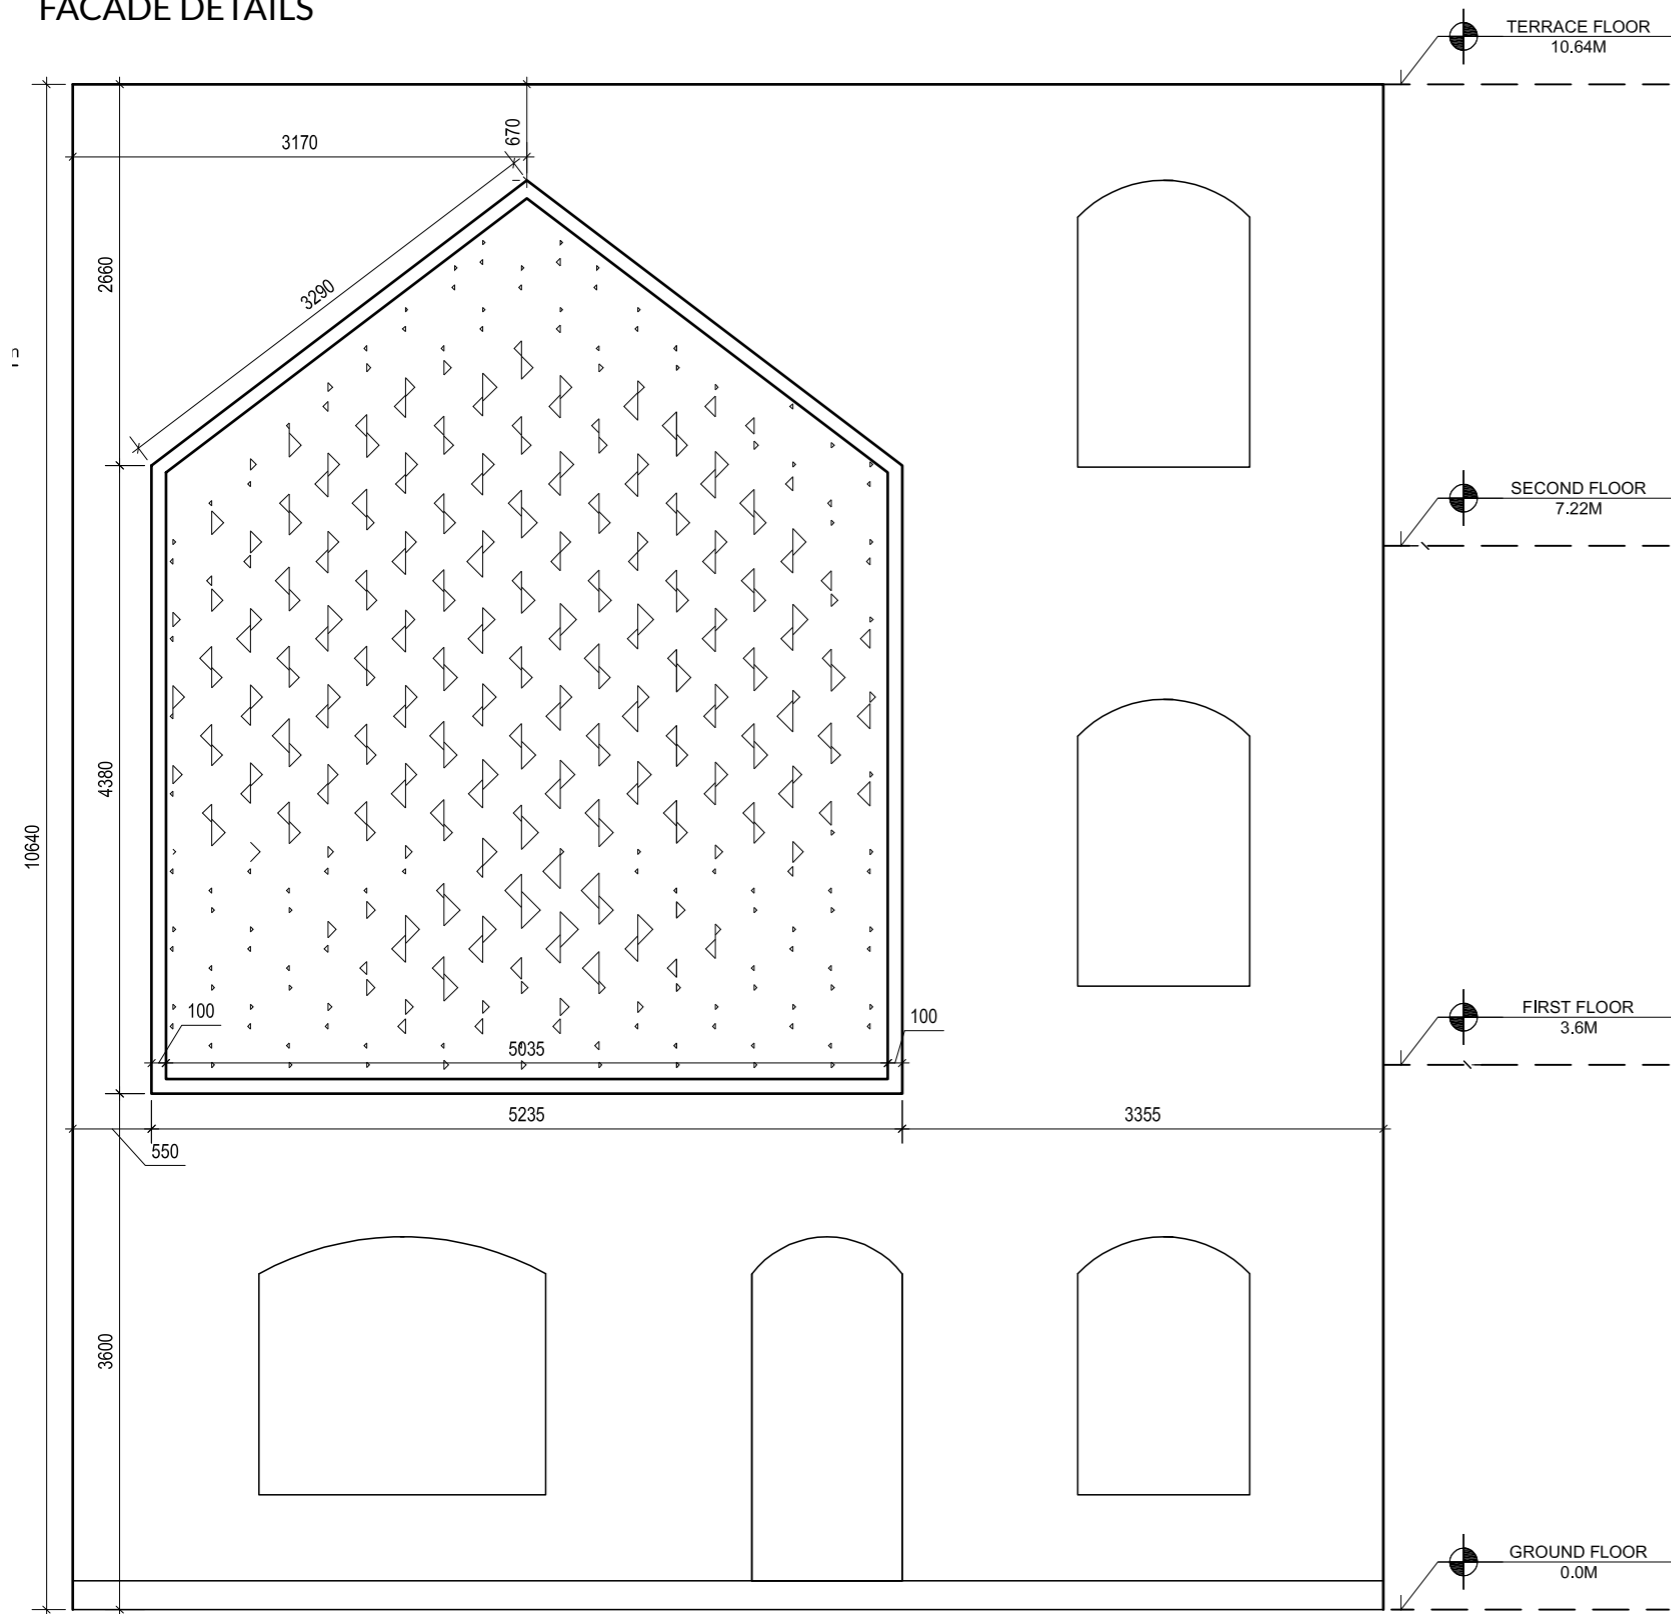 FACADE DETAILS
TERRACE FLOOR
10.64M
670
3170
2660
3290
SECOND FLOOR
7.22M
4380
10640
100
100
FIRST FLOOR
3.6M
5035
5235
3355
550
3600
GROUND FLOOR
0.0M